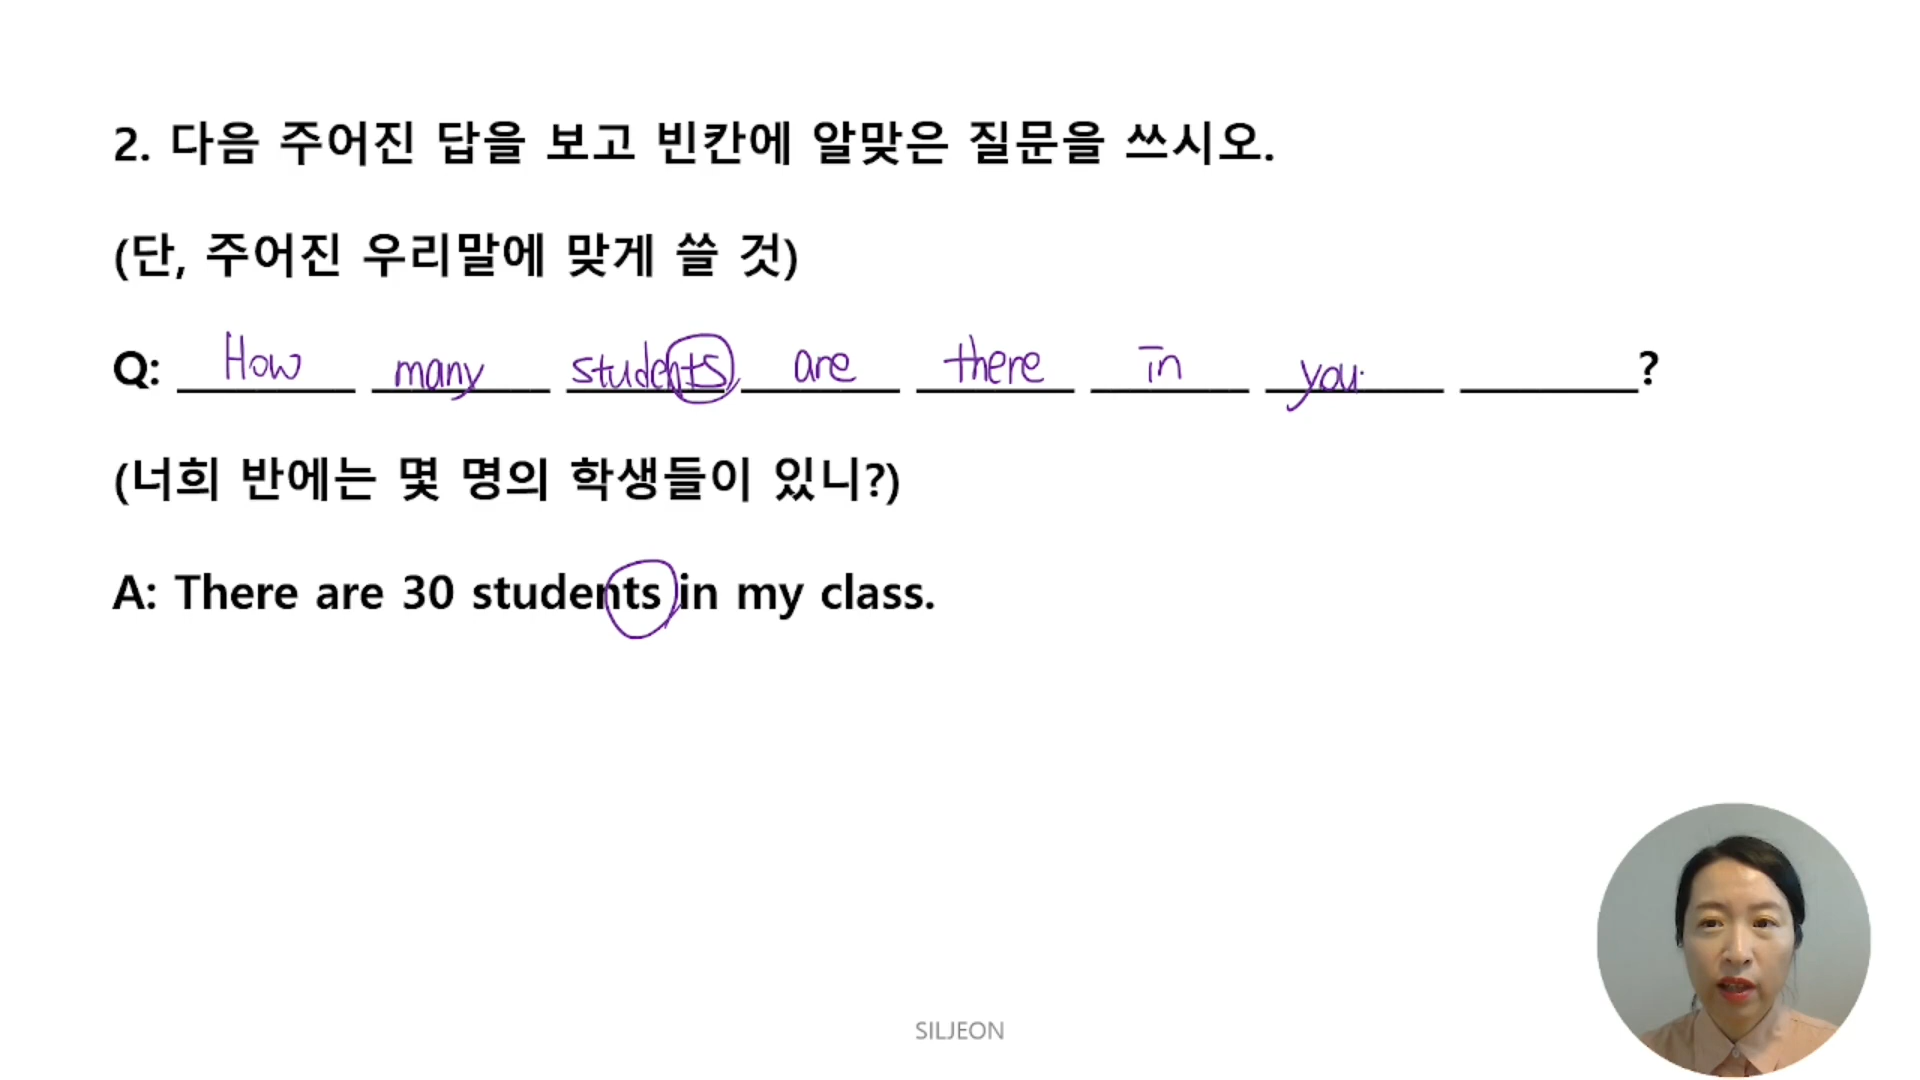 2. 다음 주어진 답을 보고 빈칸에 알맞은 질문을 쓰시오.
(단, 주어진 우리말에 맞게 쓸 것)
Q: How many students are there in you ?
(너희 반에는 몇 명의 학생들이 있니?)
A: There are 30 students in my class.
SILJEON